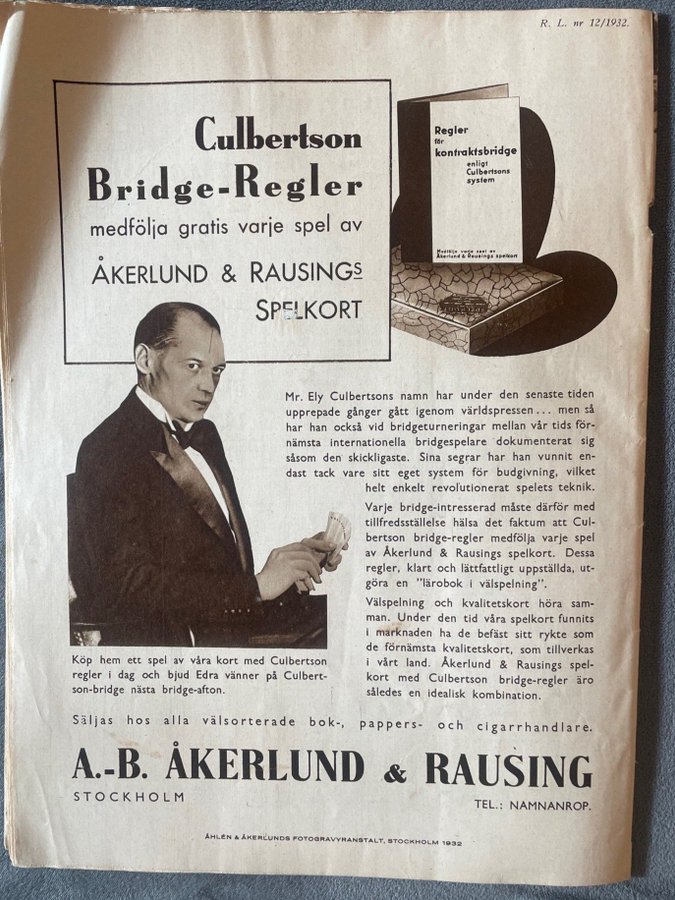 R. L. nr 12/1932.
Culbertson
Bridge-Regler
medfölja gratis varje spel av
ÅKERLUND & RAUSINGS
SPELKORT
Regler
för
kontraktsbridge
enligt
Culbertsons
system
Medfölja varje spel av
Åkerlund & Rausings spelkort
Mr. Ely Culbertsons namn har under den senaste tiden
upprepade gånger gått igenom världspressen... men så
har han också vid bridgeturneringar mellan vår tids för-
nämsta internationella bridgespelare dokumenterat sig
såsom den skickligaste. Sina segrar har han vunnit en-
dast tack vare sitt eget system för budgivning, vilket
helt enkelt revolutionerat spelets teknik.
Varje bridge-intresserad måste därför med
tillfredsställelse hälsa det faktum att Cul-
bertson bridge-regler medfölja varje spel
av Åkerlund & Rausings spelkort. Dessa
regler, klart och lättfattligt uppställda, ut-
göra en "lärobok i välspelning".
Välspelning och kvalitetskort höra sam-
man. Under den tid våra spelkort funnits
i marknaden ha de befäst sitt rykte som
de förnämsta kvalitetskort, som tillverkas
i vårt land. Åkerlund & Rausings spel-
kort med Culbertson bridge-regler äro
således en idealisk kombination.
Köp hem ett spel av våra kort med Culbertson
regler i dag och bjud Edra vänner på Culbert-
son-bridge nästa bridge-afton.
Säljas hos alla välsorterade bok-, pappers- och cigarrhandlare.
A.-B. ÅKERLUND & RAUSING
STOCKHOLM
TEL.: NAMNANROP.
ÅHLÉN & ÅKERLUNDS FOTOGRAVYRANSTALT, STOCKHOLM 1932